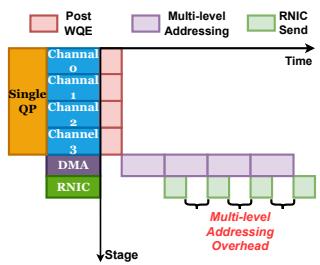 Post
WQE
Multi-level
Addressing
RNIC
Send
Time
Single
QP
Channel
0
Channel
1
Channel
2
Channel
3
DMA
RNIC
Multi-level
Addressing
Overhead
Stage